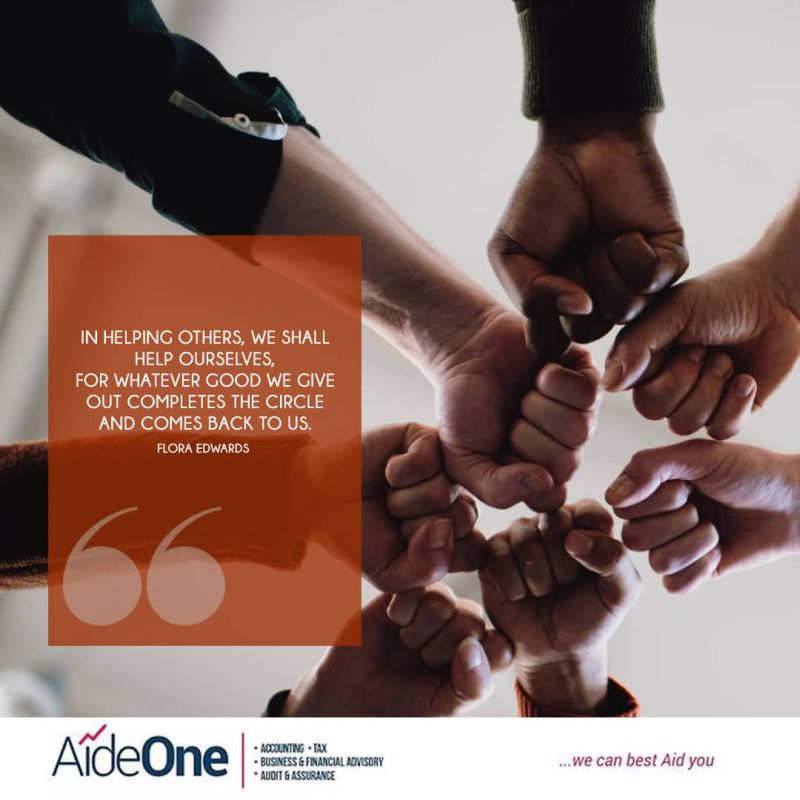 IN HELPING OTHERS, WE SHALL
HELP OURSELVES,
FOR WHATEVER GOOD WE GIVE
OUT COMPLETES THE CIRCLE
AND COMES BACK TO US.
FLORA EDWARDS
“
AideOne
• ACCOUNTING • TAX
• BUSINESS & FINANCIAL ADVISORY
• AUDIT & ASSURANCE
...we can best Aid you